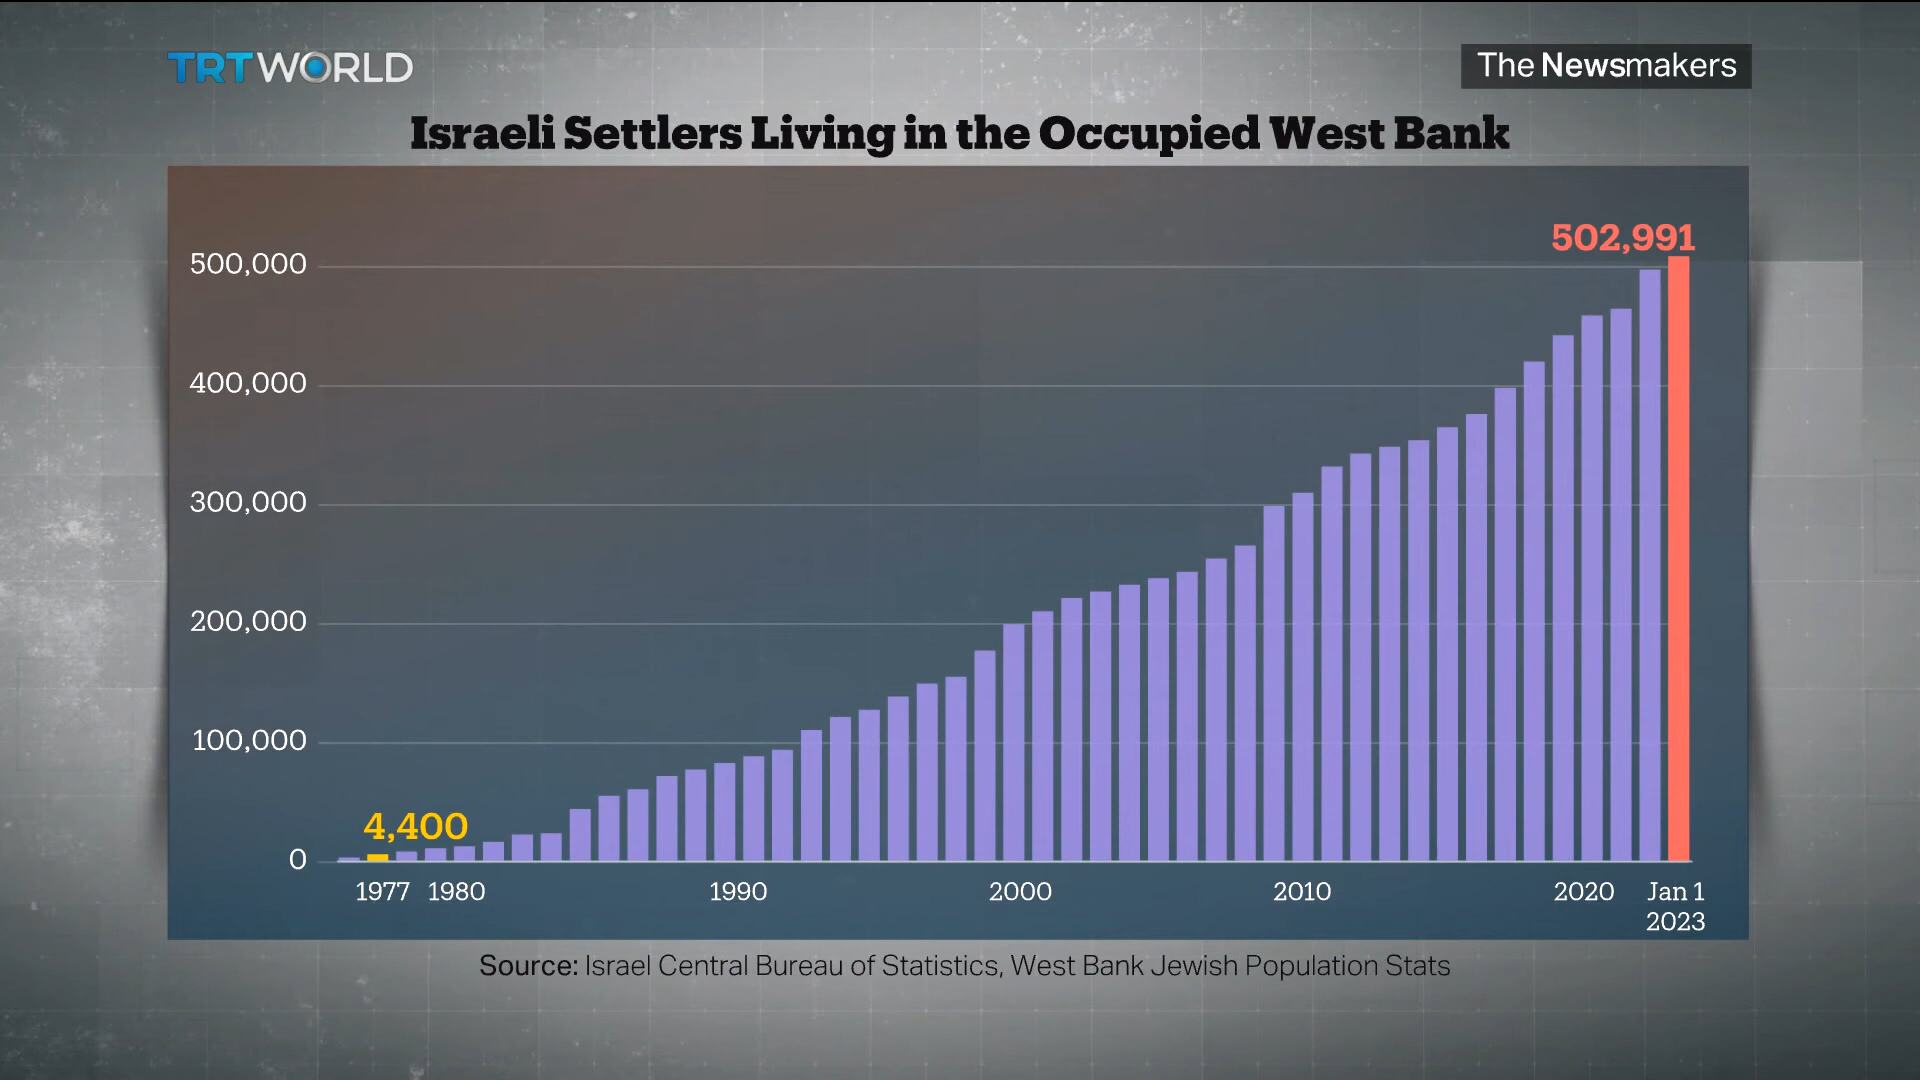 TRT WORLD
The Newsmakers
Israeli Settlers Living in the Occupied West Bank
502,991
500,000
400,000
300,000
200,000
100,000
4,400
0
1977 1980 1990 2000 2010 2020 Jan 1
2023
Source: Israel Central Bureau of Statistics, West Bank Jewish Population Stats